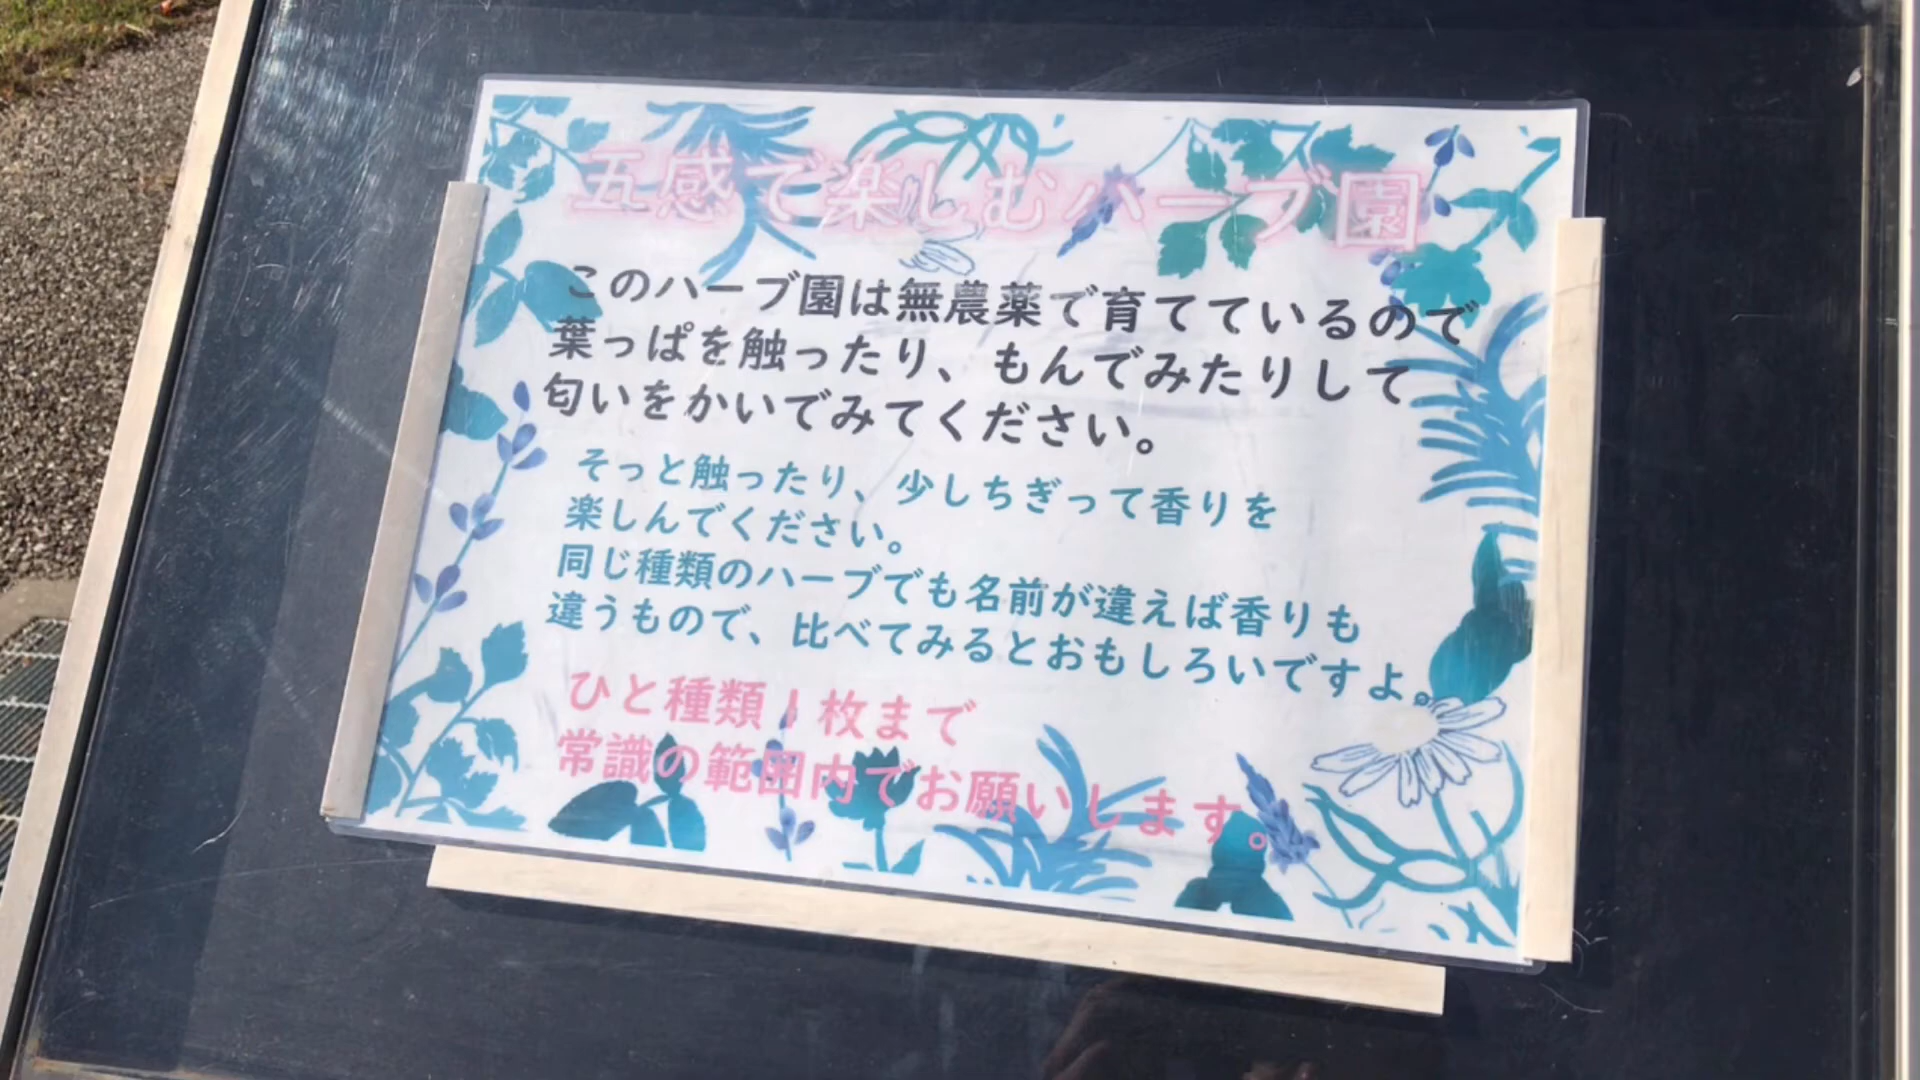 五感で楽しむハーブ園
このハーブ園は無農薬で育てているので
葉っぱを触ったり、もんでみたりして
匂いをかいでみてください。
そっと触ったり、少しちぎって香りを
楽しんでください。
同じ種類のハーブでも名前が違えば香りも
違うもので、比べてみるとおもしろいですよ。
ひと種類1枚まで
常識の範囲内でお願いします。